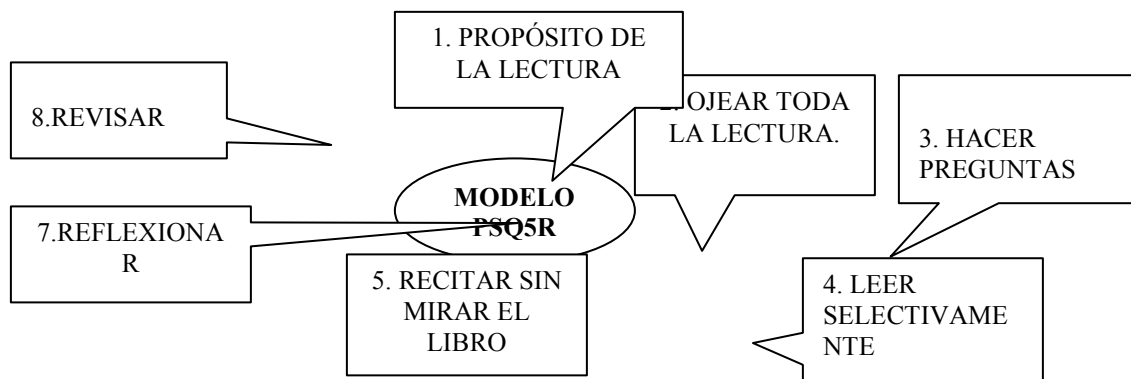 1. PROPÓSITO DE
LA LECTURA
OJEAR TODA
LA LECTURA.
3. HACER
PREGUNTAS
4. LEER
SELECTIVAME
NTE
5. RECITAR SIN
MIRAR EL
LIBRO
7.REFLEXIONA
R
8.REVISAR
MODELO
PSQ5R